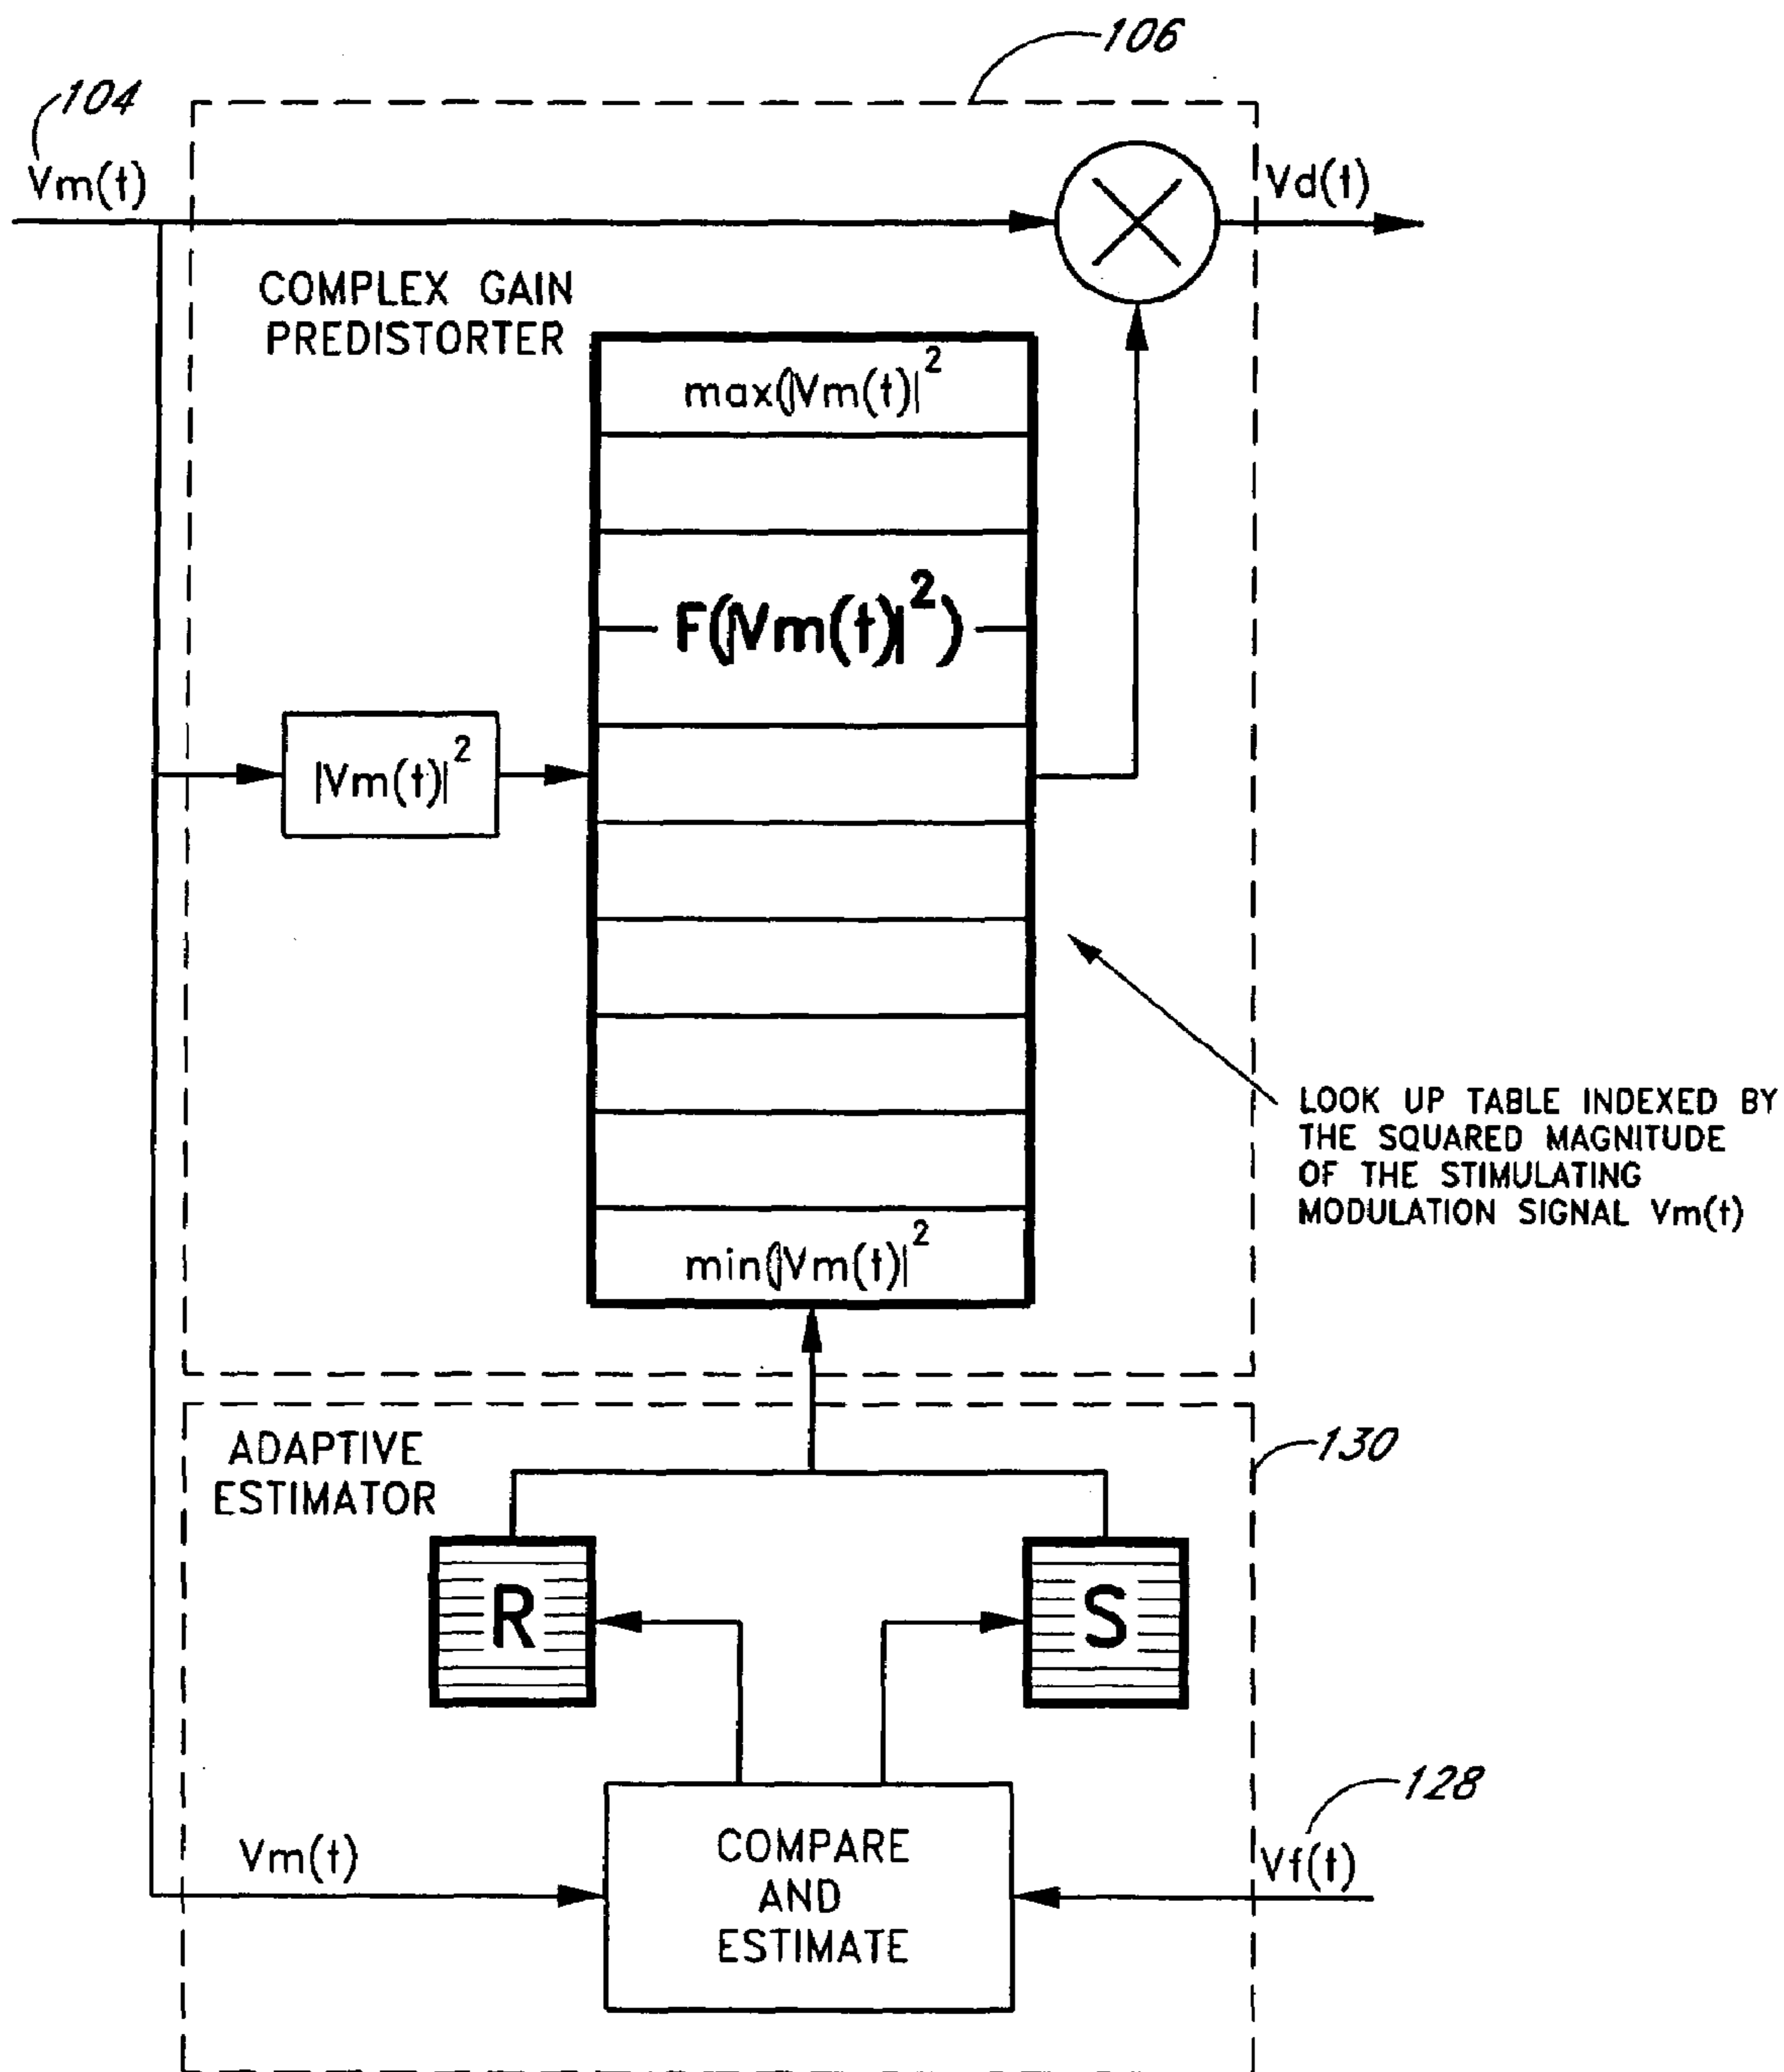 106
104
Vm(t)
Vd(t)
COMPLEX GAIN
PREDISTORTER
max(|Vm(t)|²
F(|Vm(t)|²)
|Vm(t)|²
LOOK UP TABLE INDEXED BY
THE SQUARED MAGNITUDE
OF THE STIMULATING
MODULATION SIGNAL Vm(t)
min(|Vm(t)|²
ADAPTIVE
ESTIMATOR
130
R
S
128
Vm(t)
COMPARE
AND
ESTIMATE
Vf(t)